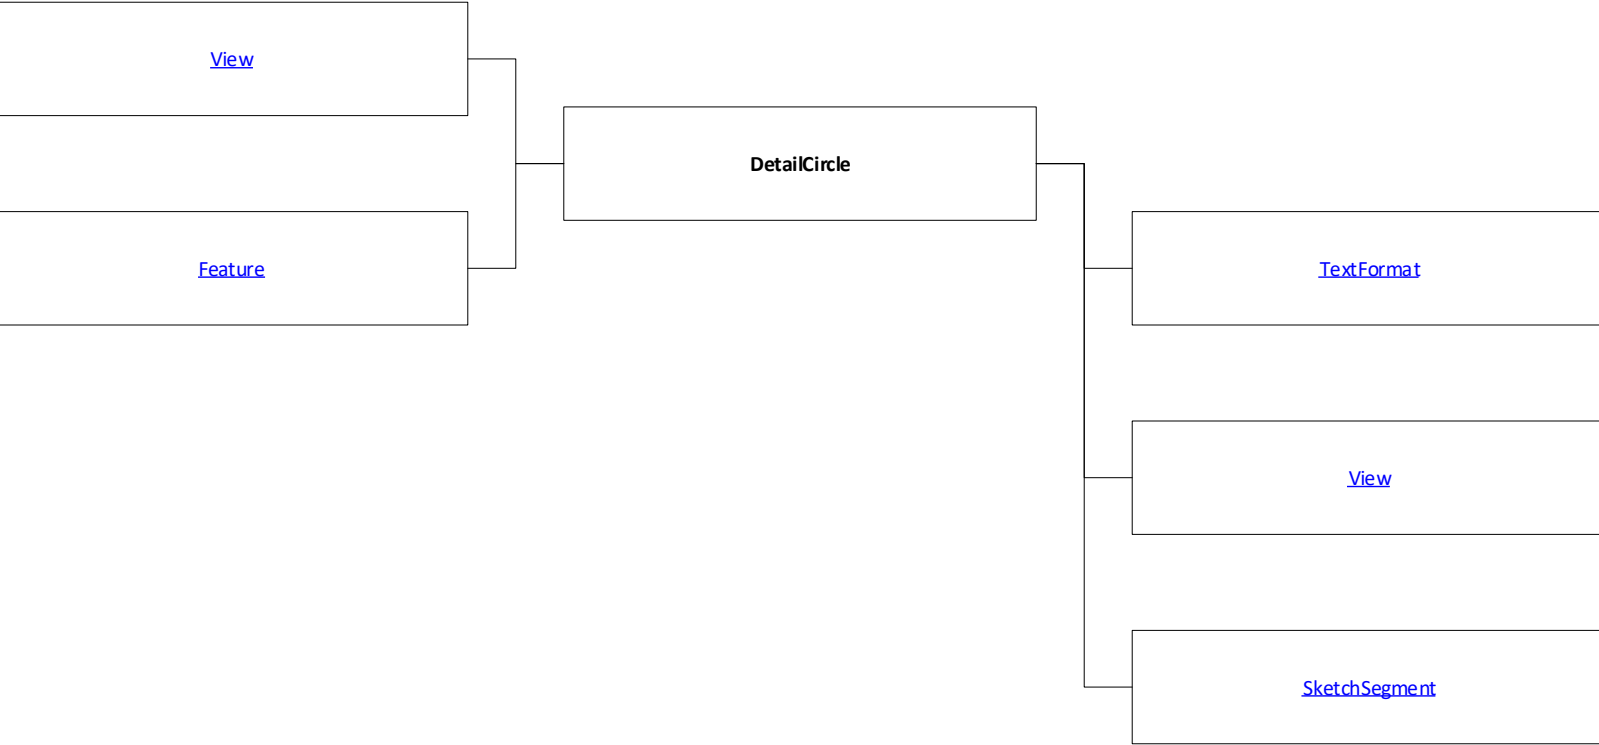 View
DetailCircle
Feature
TextFormat
View
SketchSegment